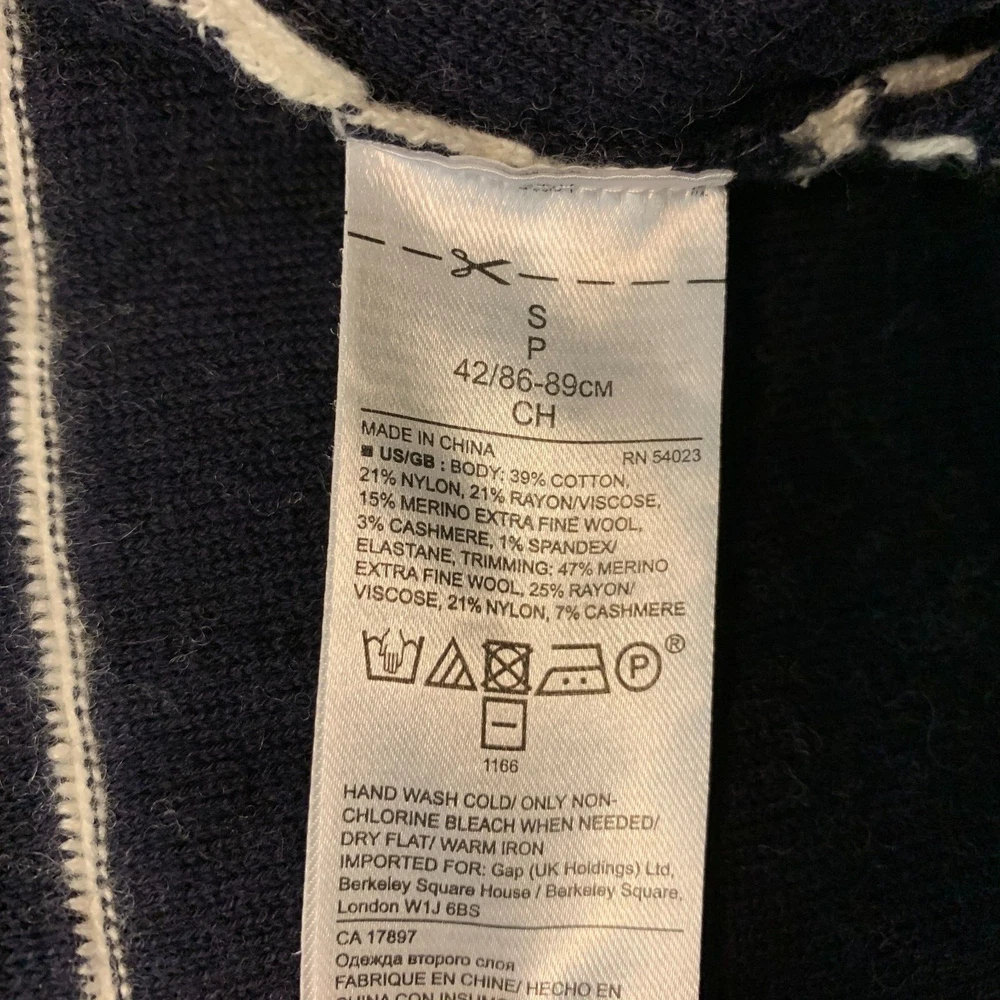 S
P
42/86-89СМ
CH
MADE IN CHINA
RN 54023
US/GB : BODY: 39% COTTON,
21% NYLON, 21% RAYON/VISCOSE,
15% MERINO EXTRA FINE WOOL,
3% CASHMERE, 1% SPANDEX/
ELASTANE, TRIMMING: 47% MERINO
EXTRA FINE WOOL, 25% RAYON/
VISCOSE, 21% NYLON, 7% CASHMERE
P®
1166
HAND WASH COLD/ ONLY NON-
CHLORINE BLEACH WHEN NEEDED/
DRY FLAT/ WARM IRON
IMPORTED FOR: Gap (UK Holdings) Ltd,
Berkeley Square House / Berkeley Square,
London W1J 6BS
CA 17897
Одежда второго слоя
FABRIQUE EN CHINE/ HECHO EN
CHINA CON